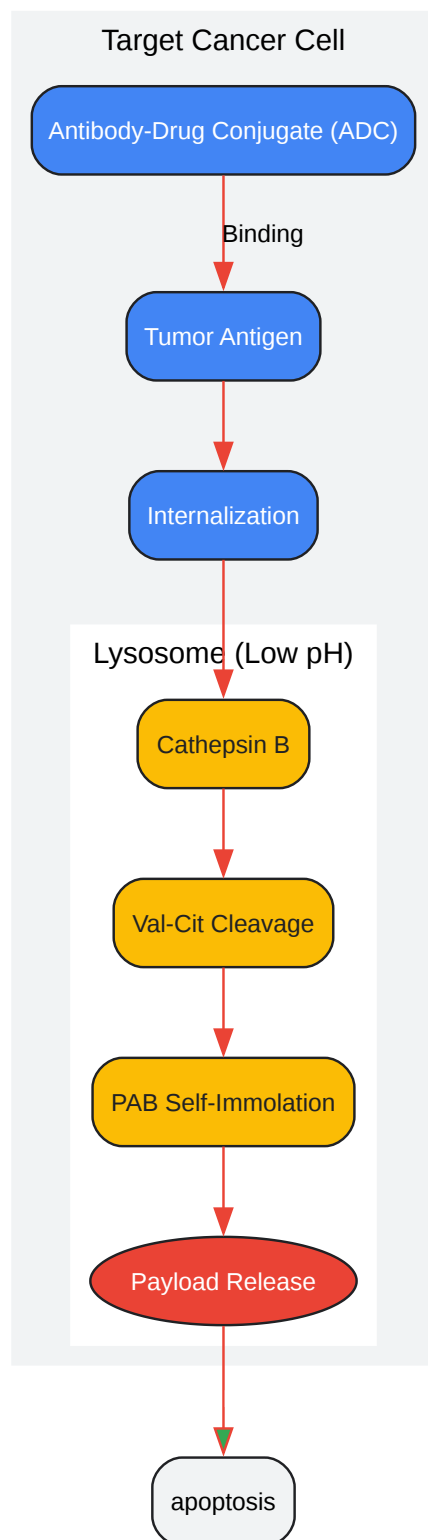 Target Cancer Cell
Antibody-Drug Conjugate (ADC)
Binding
Tumor Antigen
Internalization
Lysosome (Low pH)
Cathepsin B
Val-Cit Cleavage
PAB Self-Immolation
Payload Release
apoptosis